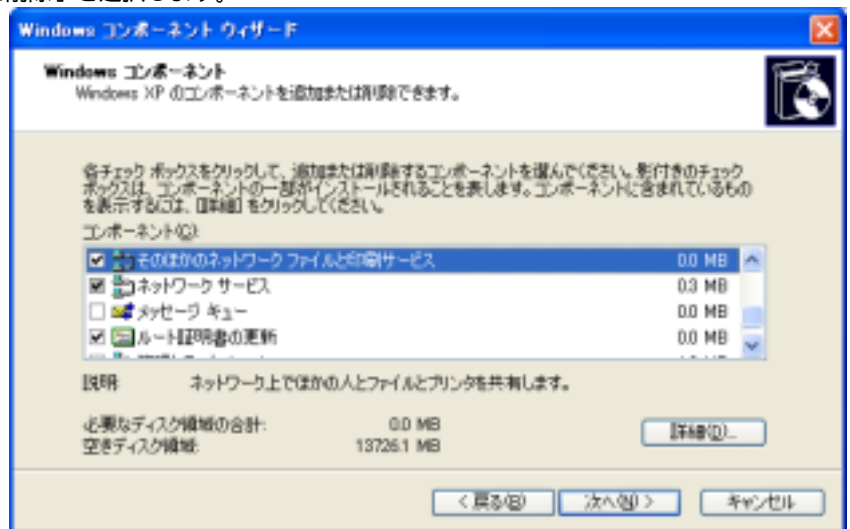 を選択します。
Windows コンポーネント ウィザード
Windows コンポーネント
Windows XP のコンポーネントを追加または削除できます。
各チェック ボックスをクリックして、追加または削除するコンポーネントを選んでください。影付きのチェック
ボックスは、コンポーネントの一部がインストールされることを表します。コンポーネントに含まれているもの
を表示するには、[詳細] をクリックしてください。
コンポーネント(C):
そのほかのネットワーク ファイルと印刷サービス 0.0 MB
ネットワーク サービス 0.3 MB
メッセージ キュー 0.0 MB
ルート証明書の更新 0.0 MB
説明: ネットワーク上でほかの人とファイルとプリンタを共有します。
必要なディスク領域の合計: 0.0 MB
空きディスク領域: 13726.1 MB
詳細(D)...
< 戻る(B) 次へ(N) > キャンセル